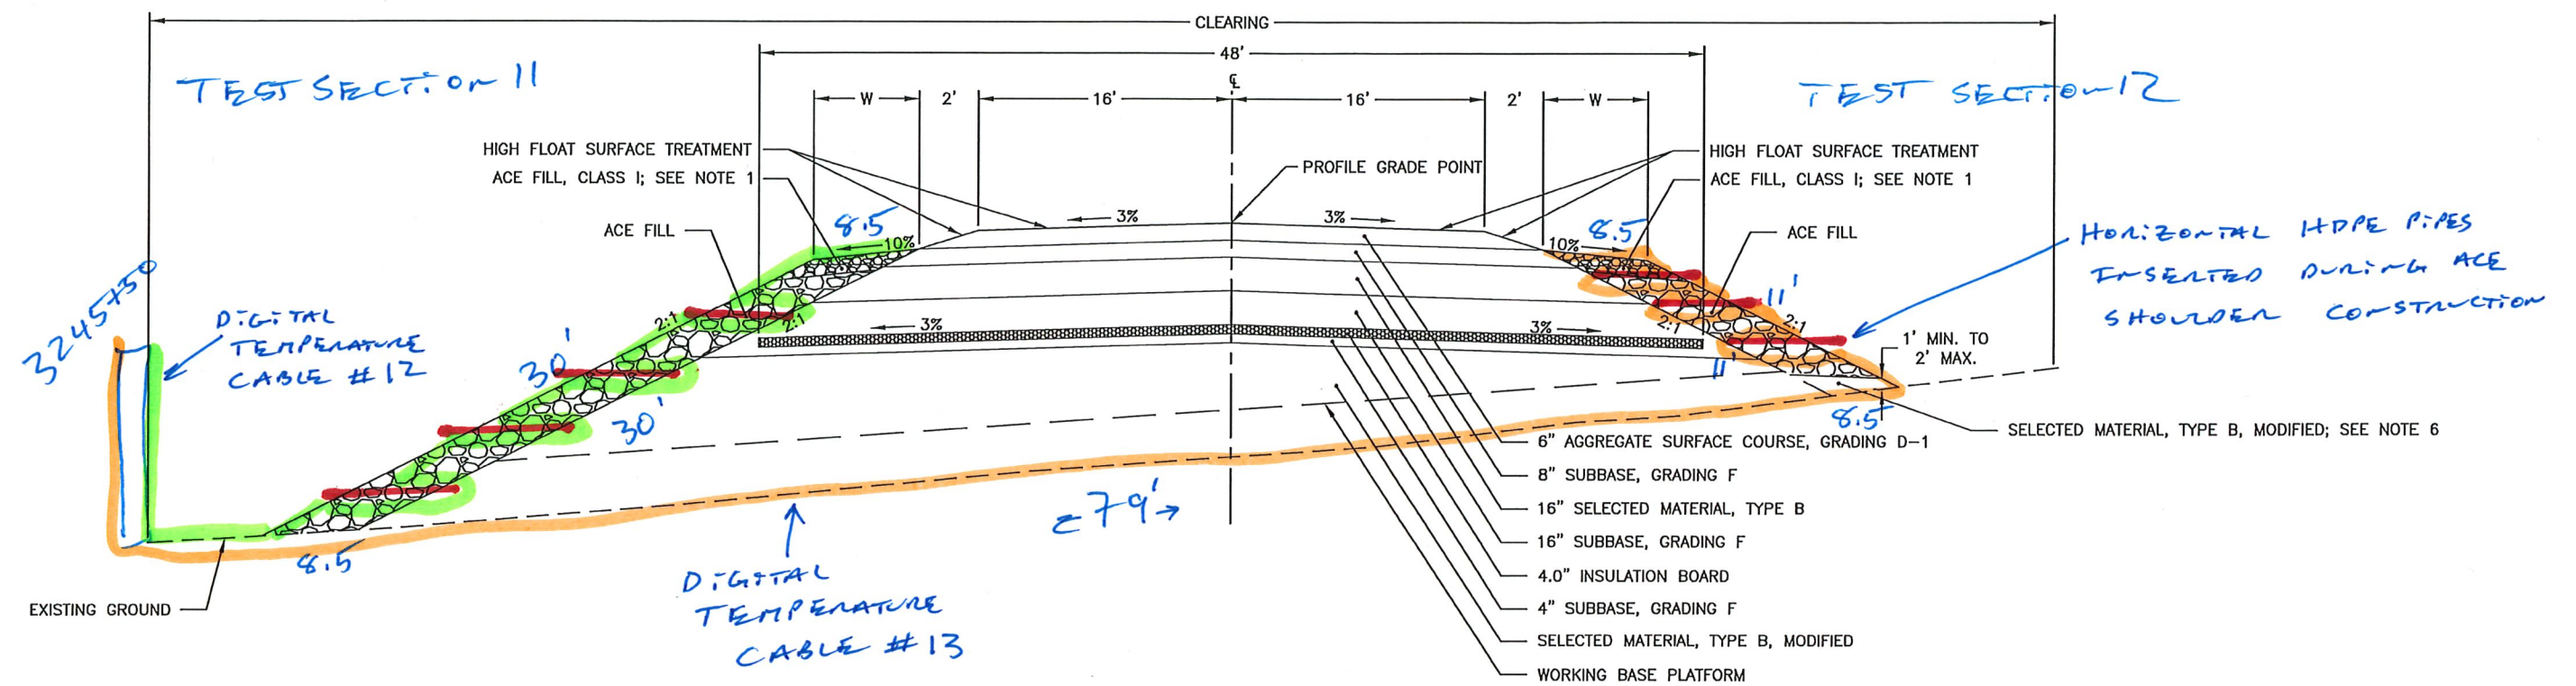 CLEARING
48'
TEST SECTION 11
TEST SECTION 12
℄
W
2'
16'
16'
2'
W
HIGH FLOAT SURFACE TREATMENT
ACE FILL, CLASS I; SEE NOTE 1
ACE FILL
PROFILE GRADE POINT
HIGH FLOAT SURFACE TREATMENT
ACE FILL, CLASS I; SEE NOTE 1
ACE FILL
8.5
10%
3%
3%
10%
8.5
HORIZONTAL HDPE PIPES
INSERTED DURING ACE
SHOULDER CONSTRUCTION
3245+50
DIGITAL
TEMPERATURE
CABLE #12
2:1
2:1
3%
3%
11'
2:1
2:1
11'
1' MIN. TO
2' MAX.
30'
30'
8.5
8.5
SELECTED MATERIAL, TYPE B, MODIFIED; SEE NOTE 6
79'
DIGITAL
TEMPERATURE
CABLE #13
EXISTING GROUND
6" AGGREGATE SURFACE COURSE, GRADING D-1
8" SUBBASE, GRADING F
16" SELECTED MATERIAL, TYPE B
16" SUBBASE, GRADING F
4.0" INSULATION BOARD
4" SUBBASE, GRADING F
SELECTED MATERIAL, TYPE B, MODIFIED
WORKING BASE PLATFORM